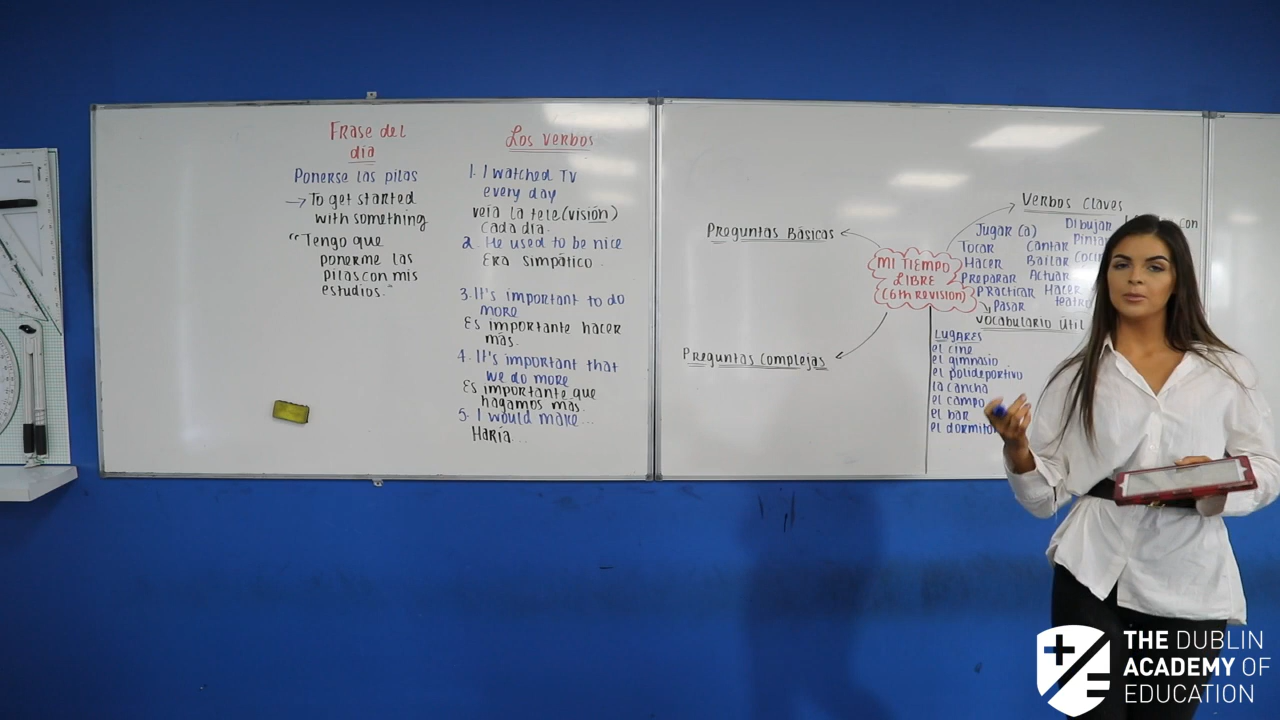 Frase del
día
Ponerse las pilas
→ To get started
with something
"Tengo que
ponerme las
pilas con mis
estudios."
Los verbos
1. I watched TV
every day
veía la tele(visión)
cada día.
2. He used to be nice
Era simpático.
3. It's important to do
more
Es importante hacer
más.
4. It's important that
we do more
Es importante que
hagamos más.
5. I would make...
Haría...
Preguntas Básicas
Preguntas Complejas
MI TIEMPO
LIBRE
(6th Revision)
Verbos Claves
Jugar (a)
Dibujar
con
Tocar
Cantar
Hacer
Bailar
Preparar
Actuar
Practicar
Hacer
teatro
Pasar
Vocabulario Útil
LUGARES
el cine
el gimnasio
el polideportivo
la cancha
el campo
el bar
el dormitor
THE DUBLIN
ACADEMY OF
EDUCATION